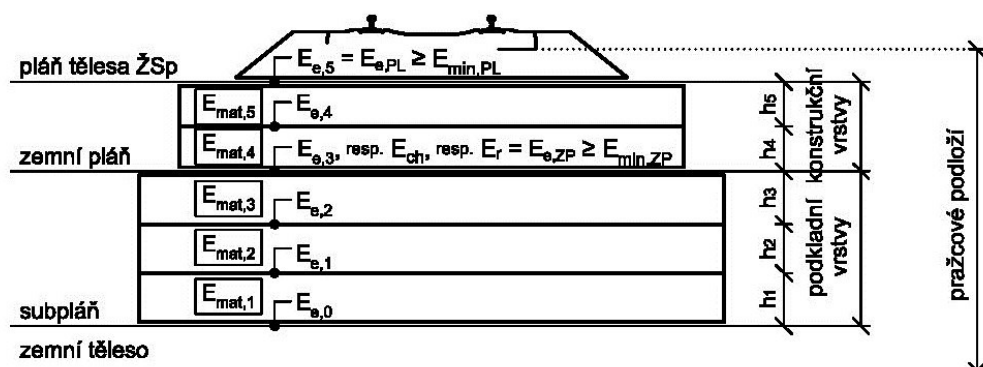 E_e,5 = E_e,PL ≥ E_min,PL
pláň tělesa ŽSp
E_mat,5
E_e,4
h5
E_mat,4
E_e,3, resp. E_ch, resp. E_r = E_e,ZP ≥ E_min,ZP
h4
konstrukční
vrstvy
zemní pláň
E_mat,3
E_e,2
h3
E_mat,2
E_e,1
h2
E_mat,1
E_e,0
h1
podkladní
vrstvy
pražcové podloží
subpláň
zemní těleso